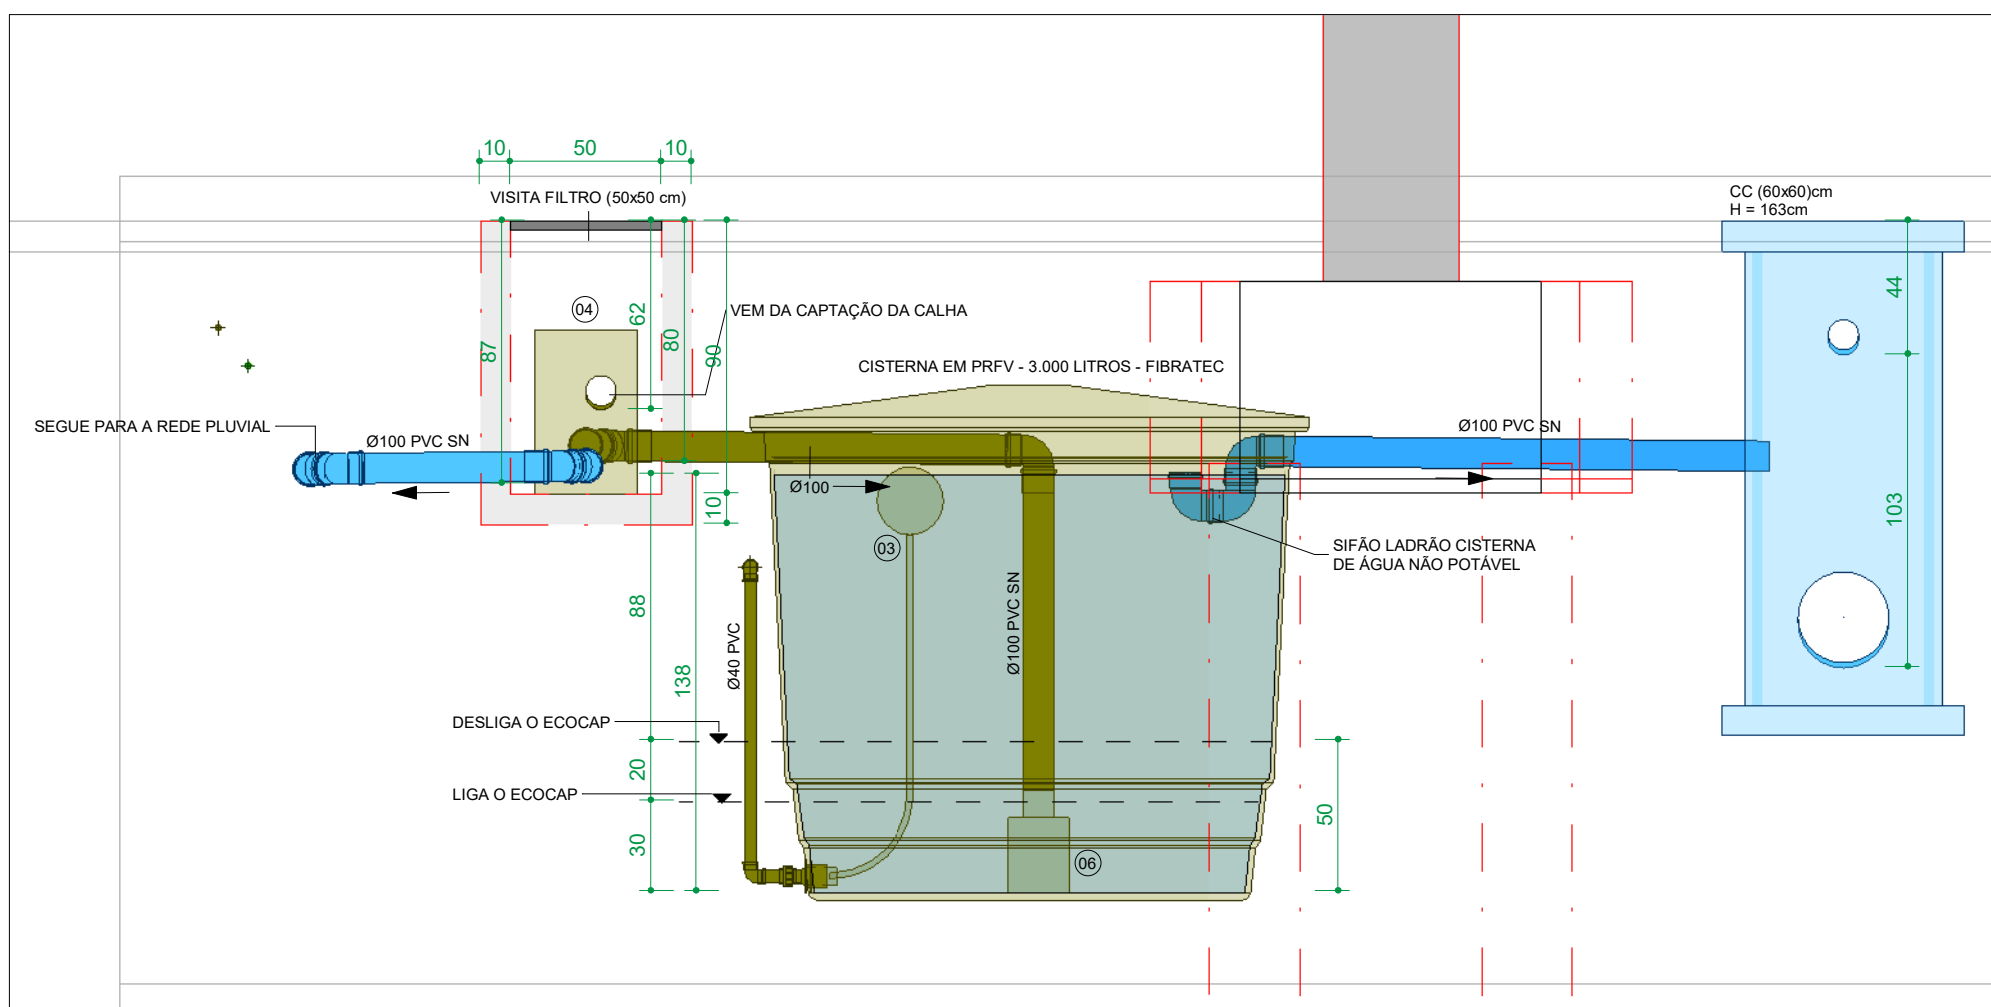 10
50
10
VISITA FILTRO (50x50 cm)
CC (60x60)cm
H = 163cm
04
62
80
90
87
44
VEM DA CAPTAÇÃO DA CALHA
CISTERNA EM PRFV - 3.000 LITROS - FIBRATEC
SEGUE PARA A REDE PLUVIAL
Ø100 PVC SN
Ø100 PVC SN
Ø100
10
103
03
SIFÃO LADRÃO CISTERNA
DE ÁGUA NÃO POTÁVEL
88
Ø40 PVC
138
Ø100 PVC SN
DESLIGA O ECOCAP
20
LIGA O ECOCAP
50
30
06